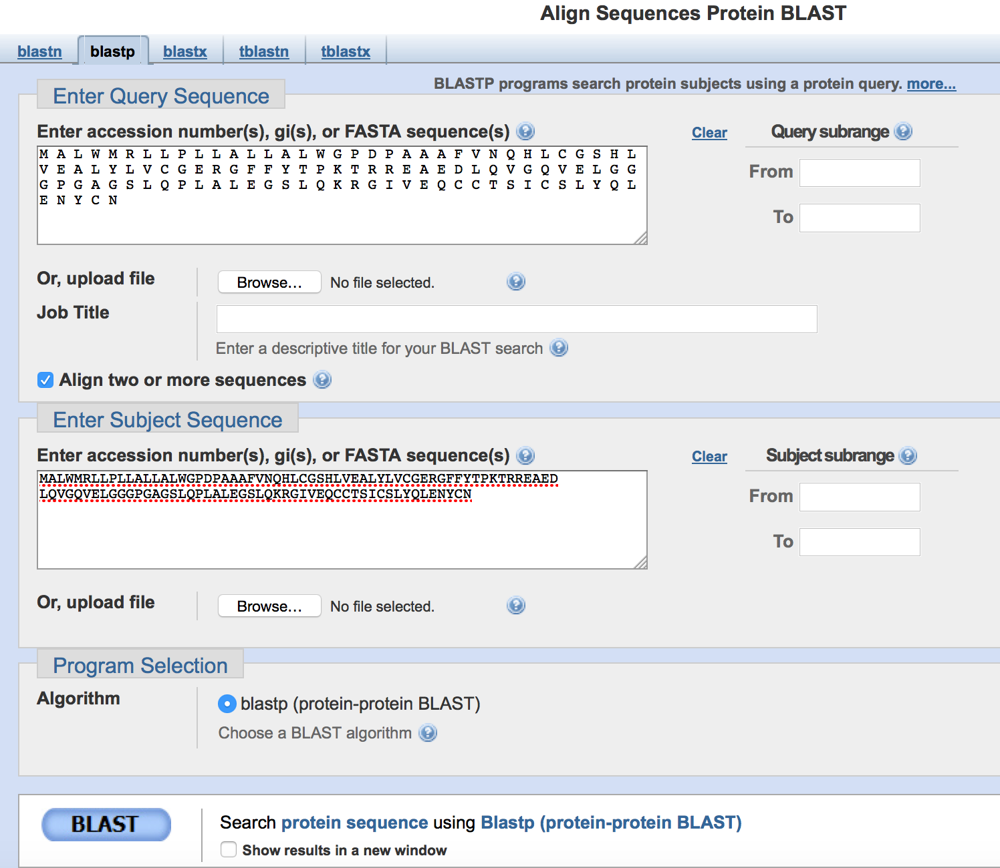 Align Sequences Protein BLAST
blastn blastp blastx tblastn tblastx
BLASTP programs search protein subjects using a protein query. more...
Enter Query Sequence
Enter accession number(s), gi(s), or FASTA sequence(s) ? Clear Query subrange ?
M A L W M R L L P L L A L L A L W G P D P A A A F V N Q H L C G S H L
V E A L Y L V C G E R G F F Y T P K T R R E A E D L Q V G Q V E L G G
G P G A G S L Q P L A L E G S L Q K R G I V E Q C C T S I C S L Y Q L
E N Y C N
From
To
Or, upload file Browse... No file selected. ?
Job Title
Enter a descriptive title for your BLAST search ?
Align two or more sequences ?
Enter Subject Sequence
Enter accession number(s), gi(s), or FASTA sequence(s) ? Clear Subject subrange ?
MALWMRLLPLLALLALWGPDPAAAFVNQHLCGSHLVEALYLVCGERGFFYTPKTRREAED
LQVGQVELGGGPGAGSLQPLALEGSLQKRGIVEQCCTSICSLYQLENYCN
From
To
Or, upload file Browse... No file selected. ?
Program Selection
Algorithm blastp (protein-protein BLAST)
Choose a BLAST algorithm ?
BLAST Search protein sequence using Blastp (protein-protein BLAST)
Show results in a new window